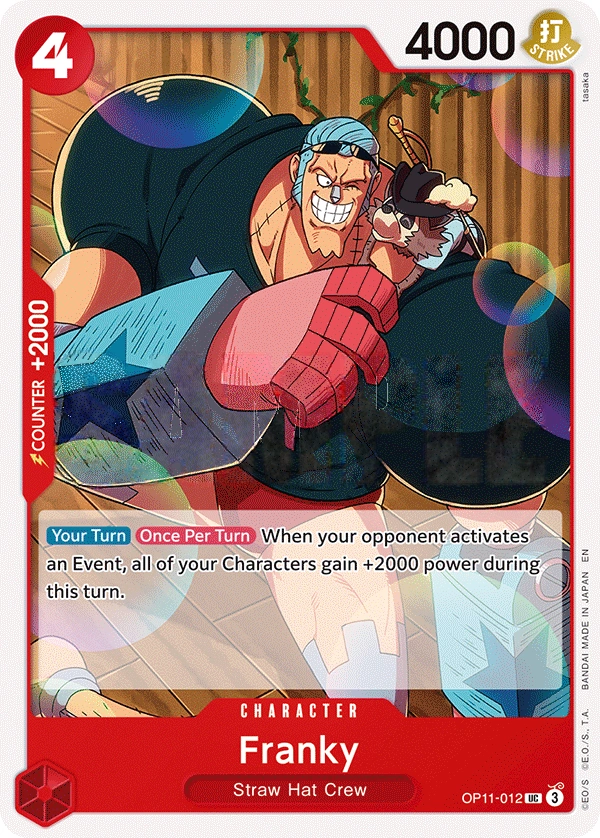 4
4000
打
STRIKE
tasaka
COUNTER +2000
Your Turn Once Per Turn When your opponent activates
an Event, all of your Characters gain +2000 power during
this turn.
CHARACTER
Franky
Straw Hat Crew
OP11-012 UC 3
©E.O/S ©E.O./S., T.A. BANDAI MADE IN JAPAN EN